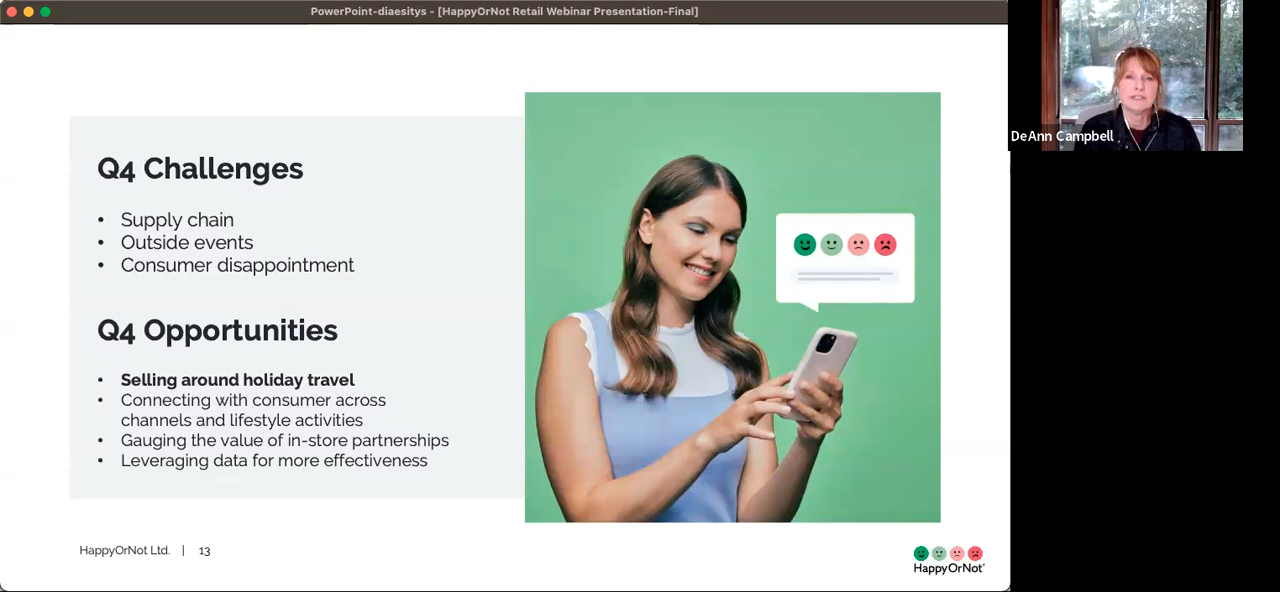 PowerPoint-diaesitys - [HappyOrNot Retail Webinar Presentation-Final]
DeAnn Campbell
Q4 Challenges
• Supply chain
• Outside events
• Consumer disappointment
Q4 Opportunities
• Selling around holiday travel
• Connecting with consumer across
channels and lifestyle activities
• Gauging the value of in-store partnerships
• Leveraging data for more effectiveness
HappyOrNot Ltd. | 13
HappyOrNot